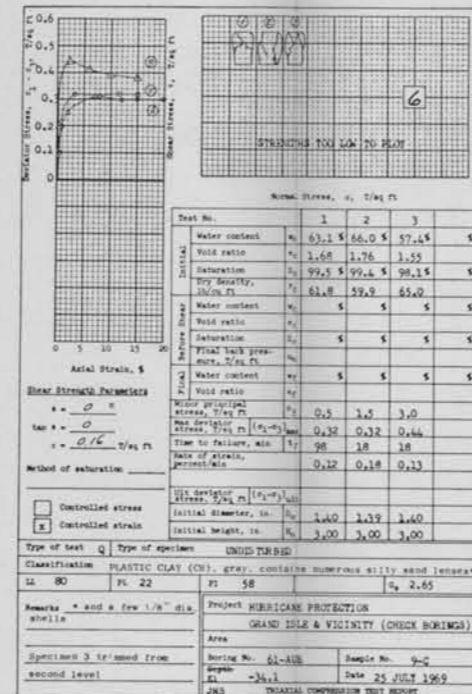 0.6
0.5
0.4
0.3
0.2
0.1
0
Deviator Stress, σ₁ - σ₃, T/sq ft
Shear Stress, τ, T/sq ft
6
STRENGTHS TOO LOW TO PLOT
Normal Stress, σ, T/sq ft
0 5 10 15 20
Axial Strain, %
Shear Strength Parameters
φ = 0 °
tan φ = 0
c = 0.16 T/sq ft
Method of saturation
Controlled stress
X Controlled strain
Test No. 1 2 3
Initial
Water content w₀ 63.1 % 66.0 % 57.4 % %
Void ratio e₀ 1.68 1.76 1.55
Saturation S₀ 99.5 % 99.4 % 98.1 % %
Dry Density, lb/cu ft 61.8 59.9 65.0
Before Shear
Water content % % % %
Void ratio
Saturation % % % %
Final back pressure, T/sq ft
Final
Water content % % % %
Void ratio
Minor principal stress, T/sq ft σ₃ 0.5 1.5 3.0
Max deviator stress, T/sq ft (σ₁-σ₃)max 0.32 0.32 0.44
Time to failure, min 98 18 18
Rate of strain, percent/min 0.12 0.18 0.13
Ult deviator stress, T/sq ft (σ₁-σ₃)ult
Initial diameter, in. D₀ 1.40 1.39 1.40
Initial height, in. H₀ 3.00 3.00 3.00
Type of test Q Type of specimen UNDISTURBED
Classification PLASTIC CLAY (CH), gray, contains numerous silty sand lenses*
LL 80 PL 22 PI 58 Gs 2.65
Remarks * and a few 1/8" dia. shells
Specimen 3 trimmed from second level
Project HURRICANE PROTECTION
GRAND ISLE & VICINITY (CHECK BORINGS)
Area
Boring No. 61-AUE Sample No. 9-C
Depth El -34.1 Date 25 JULY 1969
JMS TRIAXIAL COMPRESSION TEST REPORT